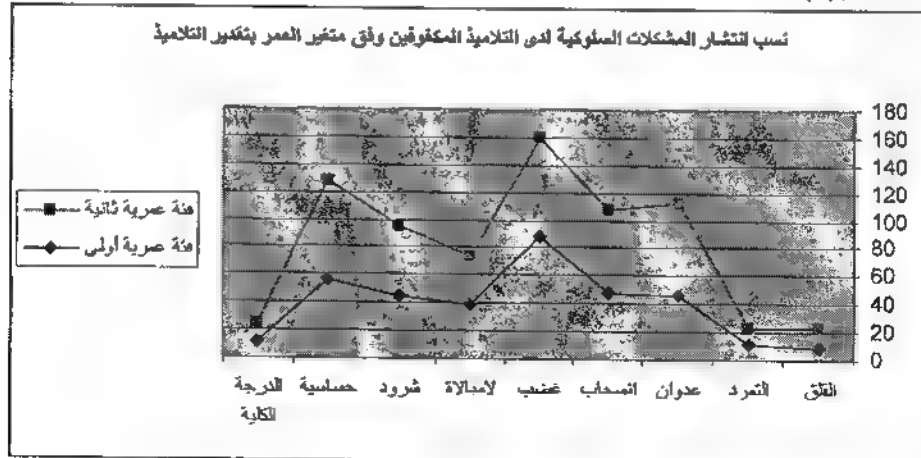 نسب انتشار المشكلات السلوكية لدى التلاميذ المكفوفين وفق متغير العمر بتقدير التلاميذ
180
160
140
120
100
80
60
40
20
0
القلق
التمرد
عدوان
انسحاب
غضب
لامبالاة
شرود
حساسية
الدرجة
الكلية
فئة عمرية ثانية
فئة عمرية أولى